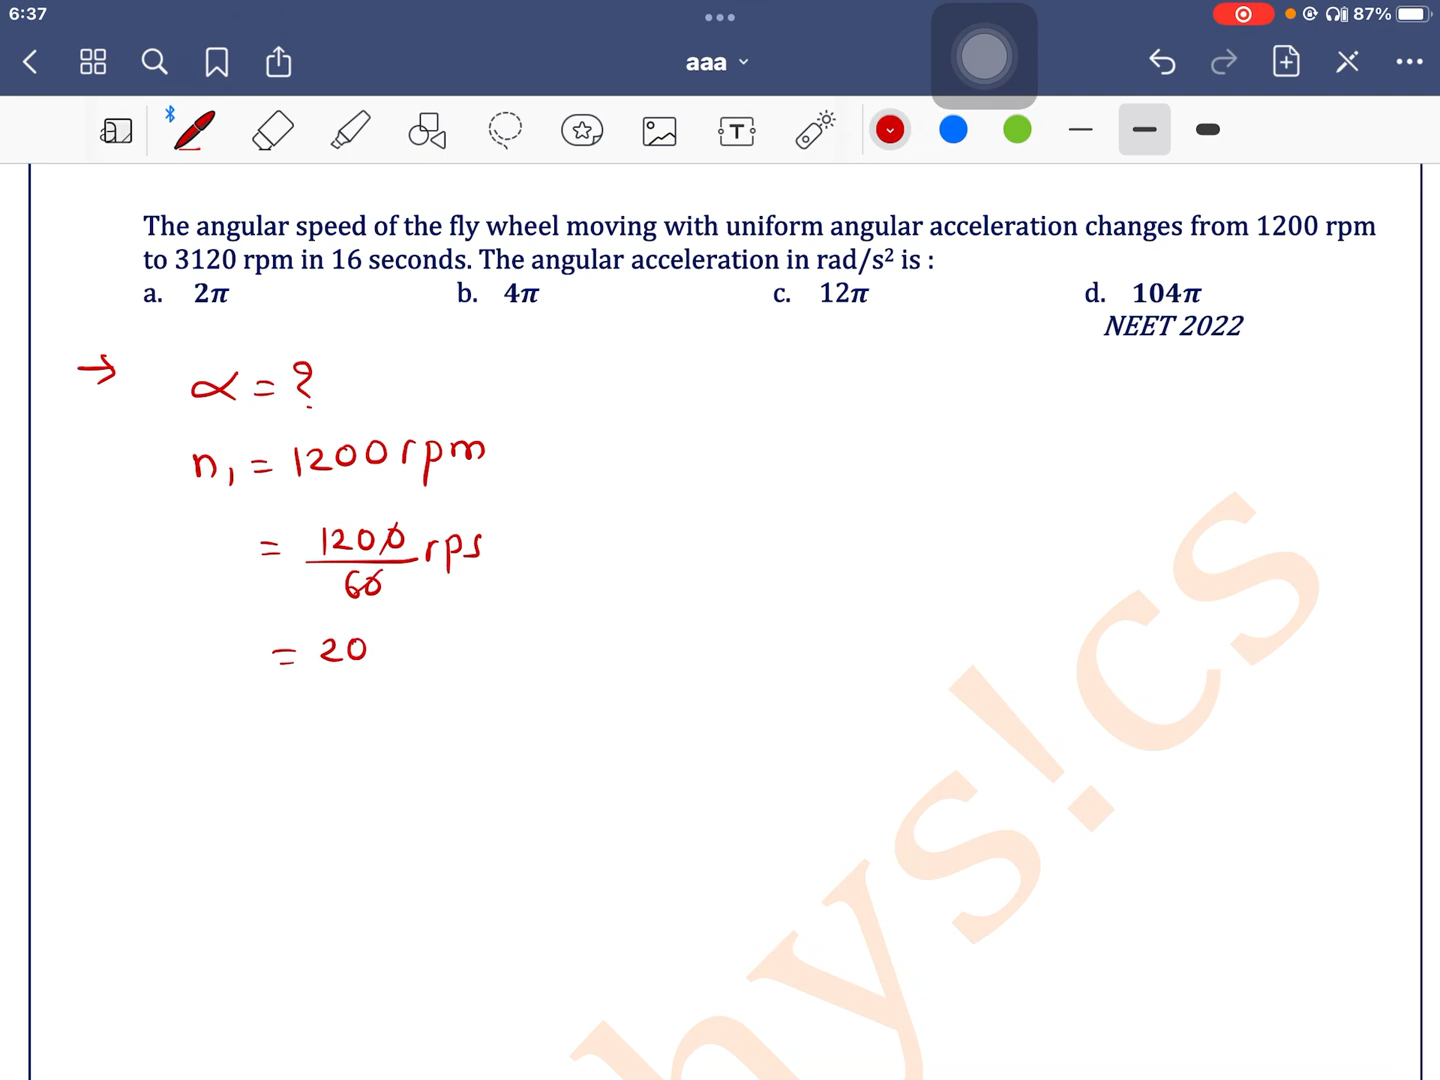 6:37
87%
aaa
The angular speed of the fly wheel moving with uniform angular acceleration changes from 1200 rpm
to 3120 rpm in 16 seconds. The angular acceleration in rad/s² is :
a. 2π b. 4π c. 12π d. 104π
NEET 2022
→ α = ?
n₁ = 1200 rpm
= 1200/60 rps
= 20
hys!cs